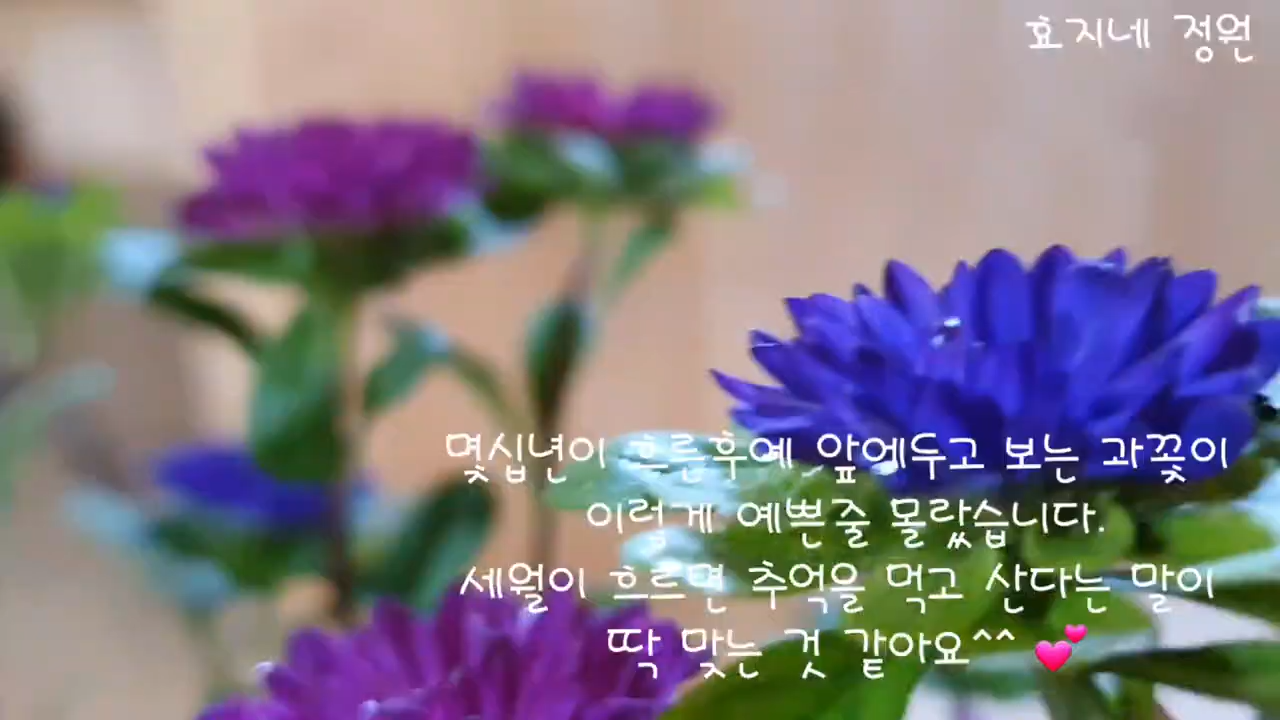 효지네 정원
몇십년이 흐른후에 앞에두고 보는 과꽃이
이렇게 예쁜줄 몰랐습니다.
세월이 흐르면 추억을 먹고 산다는 말이
딱 맞는 것 같아요^^ 💕